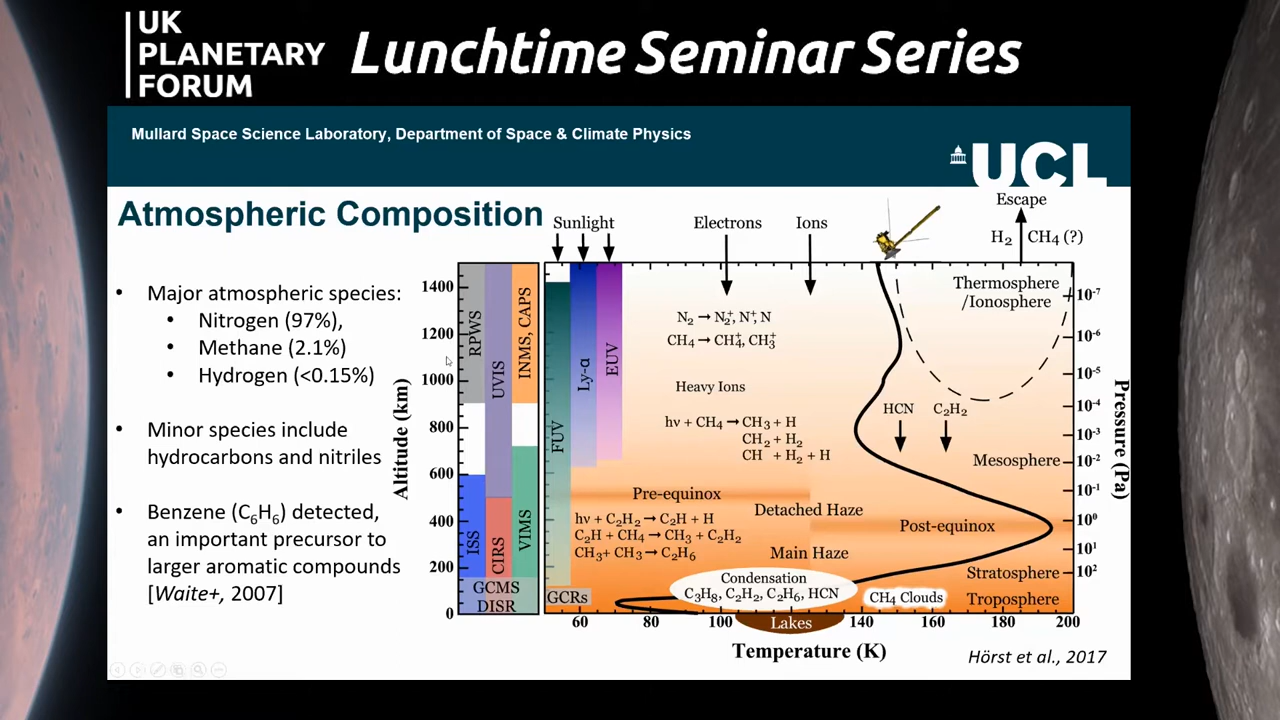 UK
PLANETARY
FORUM
Lunchtime Seminar Series
Mullard Space Science Laboratory, Department of Space & Climate Physics
UCL
Atmospheric Composition
• Major atmospheric species:
• Nitrogen (97%),
• Methane (2.1%)
• Hydrogen (<0.15%)
• Minor species include
hydrocarbons and nitriles
• Benzene (C₆H₆) detected,
an important precursor to
larger aromatic compounds
[Waite+, 2007]
Sunlight
Electrons
Ions
Escape
H₂ CH₄ (?)
Altitude (km)
1400
1200
1000
800
600
400
200
0
RPWS
UVIS
INMS, CAPS
ISS
CIRS
VIMS
GCMS
DISR
FUV
Ly-α
EUV
GCRs
N₂ → N₂⁺, N⁺, N
CH₄ → CH₄⁺, CH₃⁺
Heavy Ions
hν + CH₄ → CH₃ + H
CH₂ + H₂
CH + H₂ + H
Pre-equinox
hν + C₂H₂ → C₂H + H
C₂H + CH₄ → CH₃ + C₂H₂
CH₃ + CH₃ → C₂H₆
Detached Haze
Main Haze
Condensation
C₃H₈, C₂H₂, C₂H₆, HCN
Lakes
Thermosphere
/Ionosphere
HCN
C₂H₂
Mesosphere
Post-equinox
Stratosphere
CH₄ Clouds
Troposphere
10⁻⁷
10⁻⁶
10⁻⁵
10⁻⁴
10⁻³
10⁻²
10⁻¹
10⁰
10¹
10²
Pressure (Pa)
60 80 100 140 160 180 200
Temperature (K)
Hörst et al., 2017